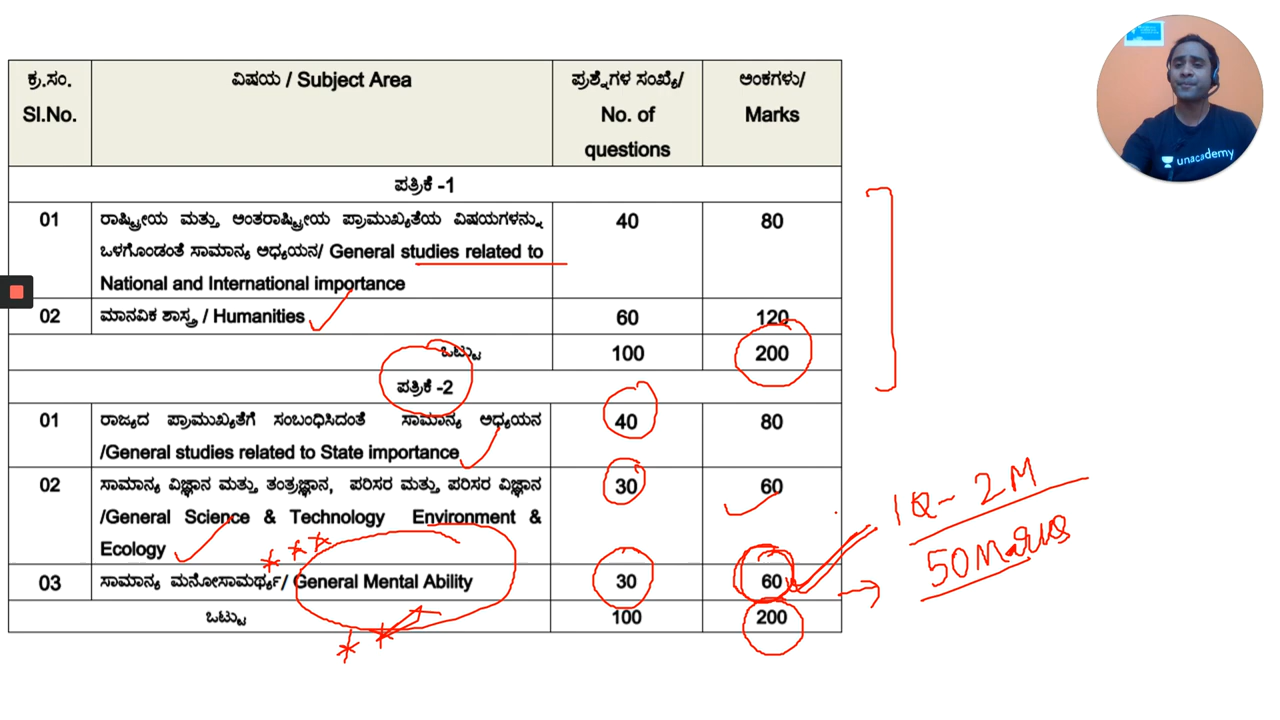 ಕ್ರ.ಸಂ. ವಿಷಯ / Subject Area ಪ್ರಶ್ನೆಗಳ ಸಂಖ್ಯೆ/ ಅಂಕಗಳು/
Sl.No. No. of Marks
questions
ಪತ್ರಿಕೆ -1
01 ರಾಷ್ಟ್ರೀಯ ಮತ್ತು ಅಂತರಾಷ್ಟ್ರೀಯ ಪ್ರಾಮುಖ್ಯತೆಯ ವಿಷಯಗಳನ್ನು 40 80
ಒಳಗೊಂಡಂತೆ ಸಾಮಾನ್ಯ ಅಧ್ಯಯನ/ General studies related to
National and International importance
02 ಮಾನವಿಕ ಶಾಸ್ತ್ರ / Humanities 60 120
ಒಟ್ಟು 100 200
ಪತ್ರಿಕೆ -2
01 ರಾಜ್ಯದ ಪ್ರಾಮುಖ್ಯತೆಗೆ ಸಂಬಂಧಿಸಿದಂತೆ ಸಾಮಾನ್ಯ ಅಧ್ಯಯನ 40 80
/General studies related to State importance
02 ಸಾಮಾನ್ಯ ವಿಜ್ಞಾನ ಮತ್ತು ತಂತ್ರಜ್ಞಾನ, ಪರಿಸರ ಮತ್ತು ಪರಿಸರ ವಿಜ್ಞಾನ 30 60
/General Science & Technology Environment &
Ecology
03 ಸಾಮಾನ್ಯ ಮನೋಸಾಮರ್ಥ್ಯ/ General Mental Ability 30 60
ಒಟ್ಟು 100 200
1Q - 2M
50 Marks
unacademy